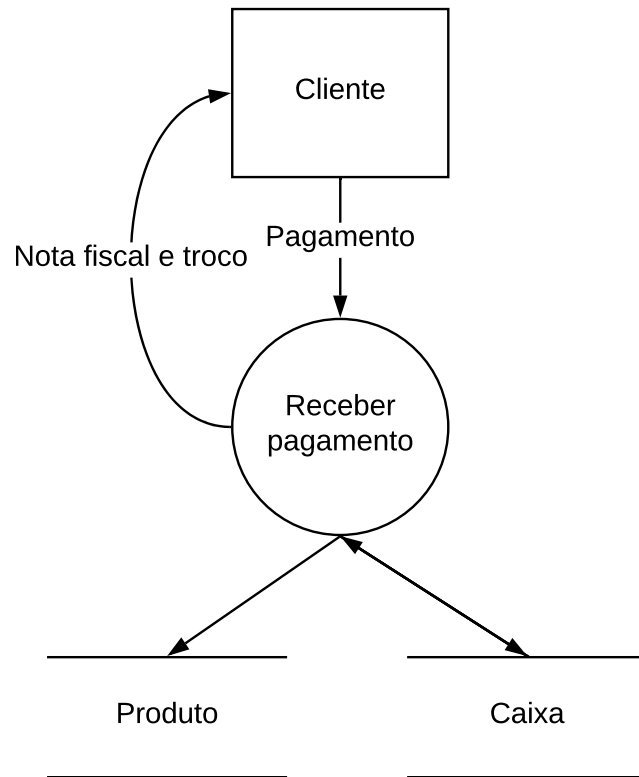 Cliente
Pagamento
Nota fiscal e troco
Receber
pagamento
Produto
Caixa